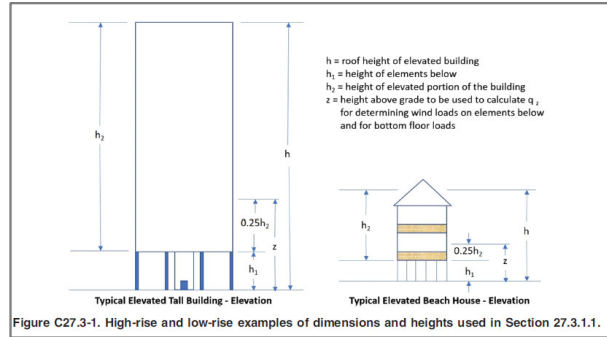 h = roof height of elevated building
h₁ = height of elements below
h₂ = height of elevated portion of the building
z = height above grade to be used to calculate q z
for determining wind loads on elements below
and for bottom floor loads
h₂
h
0.25h₂
z
h₁
h₂
h
0.25h₂
z
h₁
Typical Elevated Tall Building - Elevation
Typical Elevated Beach House - Elevation
Figure C27.3-1. High-rise and low-rise examples of dimensions and heights used in Section 27.3.1.1.